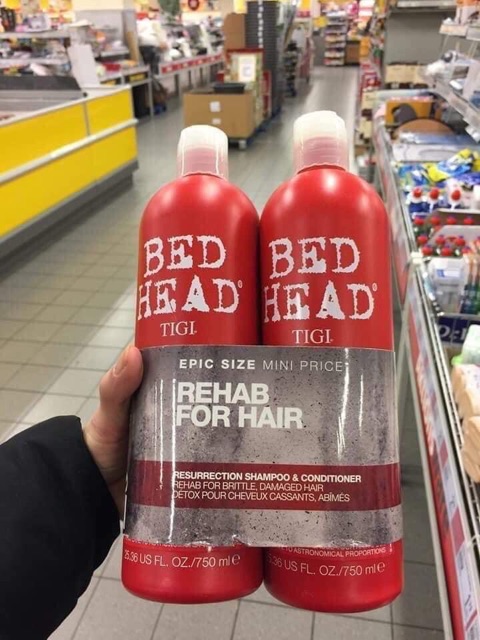 BED
HEAD
TIGI
BED
HEAD
TIGI
EPIC SIZE MINI PRICE
REHAB
FOR HAIR
RESURRECTION SHAMPOO & CONDITIONER
REHAB FOR BRITTLE, DAMAGED HAIR
DETOX POUR CHEVEUX CASSANTS, ABÎMÉS
TO ASTRONOMICAL PROPORTIONS
25.36 US FL. OZ./750 ml e
5.36 US FL. OZ./750 ml e